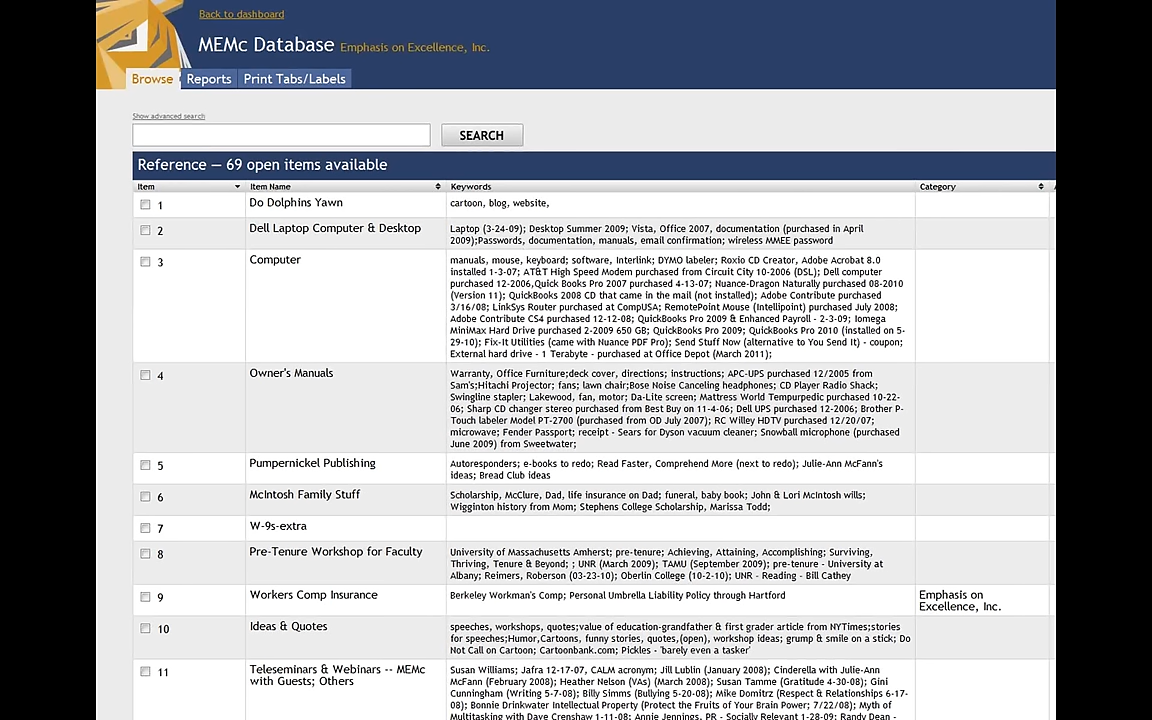 Back to dashboard
MEMc Database Emphasis on Excellence, Inc.
Browse Reports Print Tabs/Labels
Show advanced search
SEARCH
Reference — 69 open items available
Item Item Name Keywords Category
1 Do Dolphins Yawn cartoon, blog, website,
2 Dell Laptop Computer & Desktop Laptop (3-24-09); Desktop Summer 2009; Vista, Office 2007, documentation (purchased in April
2009);Passwords, documentation, manuals, email confirmation; wireless MMEE password
3 Computer manuals, mouse, keyboard; software, Interlink; DYMO labeler; Roxio CD Creator, Adobe Acrobat 8.0
installed 1-3-07; AT&T High Speed Modem purchased from Circuit City 10-2006 (DSL); Dell computer
purchased 12-2006,Quick Books Pro 2007 purchased 4-13-07; Nuance-Dragon Naturally purchased 08-2010
(Version 11); QuickBooks 2008 CD that came in the mail (not installed); Adobe Contribute purchased
3/16/08; LinkSys Router purchased at CompUSA; RemotePoint Mouse (Intellipoint) purchased July 2008;
Adobe Contribute CS4 purchased 12-12-08; QuickBooks Pro 2009 & Enhanced Payroll - 2-3-09; Iomega
MiniMax Hard Drive purchased 2-2009 650 GB; QuickBooks Pro 2009; QuickBooks Pro 2010 (installed on 5-
29-10); Fix-It Utilities (came with Nuance PDF Pro); Send Stuff Now (alternative to You Send It) - coupon;
External hard drive - 1 Terabyte - purchased at Office Depot (March 2011);
4 Owner's Manuals Warranty, Office Furniture;deck cover, directions; instructions; APC-UPS purchased 12/2005 from
Sam's;Hitachi Projector; fans; lawn chair;Bose Noise Canceling headphones; CD Player Radio Shack;
Swingline stapler; Lakewood, fan, motor; Da-Lite screen; Mattress World Tempurpedic purchased 10-22-
06; Sharp CD changer stereo purchased from Best Buy on 11-4-06; Dell UPS purchased 12-2006; Brother P-
Touch labeler Model PT-2700 (purchased from OD July 2007); RC Willey HDTV purchased 12/20/07;
microwave; Fender Passport; receipt - Sears for Dyson vacuum cleaner; Snowball microphone (purchased
June 2009) from Sweetwater;
5 Pumpernickel Publishing Autoresponders; e-books to redo; Read Faster, Comprehend More (next to redo); Julie-Ann McFann's
ideas; Bread Club ideas
6 McIntosh Family Stuff Scholarship, McClure, Dad, life insurance on Dad; funeral, baby book; John & Lori McIntosh wills;
Wigginton history from Mom; Stephens College Scholarship, Marissa Todd;
7 W-9s-extra
8 Pre-Tenure Workshop for Faculty University of Massachusetts Amherst; pre-tenure; Achieving, Attaining, Accomplishing; Surviving,
Thriving, Tenure & Beyond; ; UNR (March 2009); TAMU (September 2009); pre-tenure - University at
Albany; Reimers, Roberson (03-23-10); Oberlin College (10-2-10); UNR - Reading - Bill Cathey
9 Workers Comp Insurance Berkeley Workman's Comp; Personal Umbrella Liability Policy through Hartford Emphasis on
Excellence, Inc.
10 Ideas & Quotes speeches, workshops, quotes;value of education-grandfather & first grader article from NYTimes;stories
for speeches;Humor,Cartoons, funny stories, quotes,(open), workshop ideas; grump & smile on a stick; Do
Not Call on Cartoon; Cartoonbank.com; Pickles - 'barely even a tasker'
11 Teleseminars & Webinars -- MEMc Susan Williams; Jafra 12-17-07, CALM acronym; Jill Lublin (January 2008); Cinderella with Julie-Ann
with Guests; Others McFann (February 2008); Heather Nelson (VAs) (March 2008); Susan Tamme (Gratitude 4-30-08); Gini
Cunningham (Writing 5-7-08); Billy Simms (Bullying 5-20-08); Mike Domitrz (Respect & Relationships 6-17-
08); Bonnie Drinkwater Intellectual Property (Protect the Fruits of Your Brain Power; 7/22/08); Myth of
Multitasking with Dave Crenshaw 1-11-08; Annie Jennings, PR - Socially Relevant 1-28-09; Randy Dean -